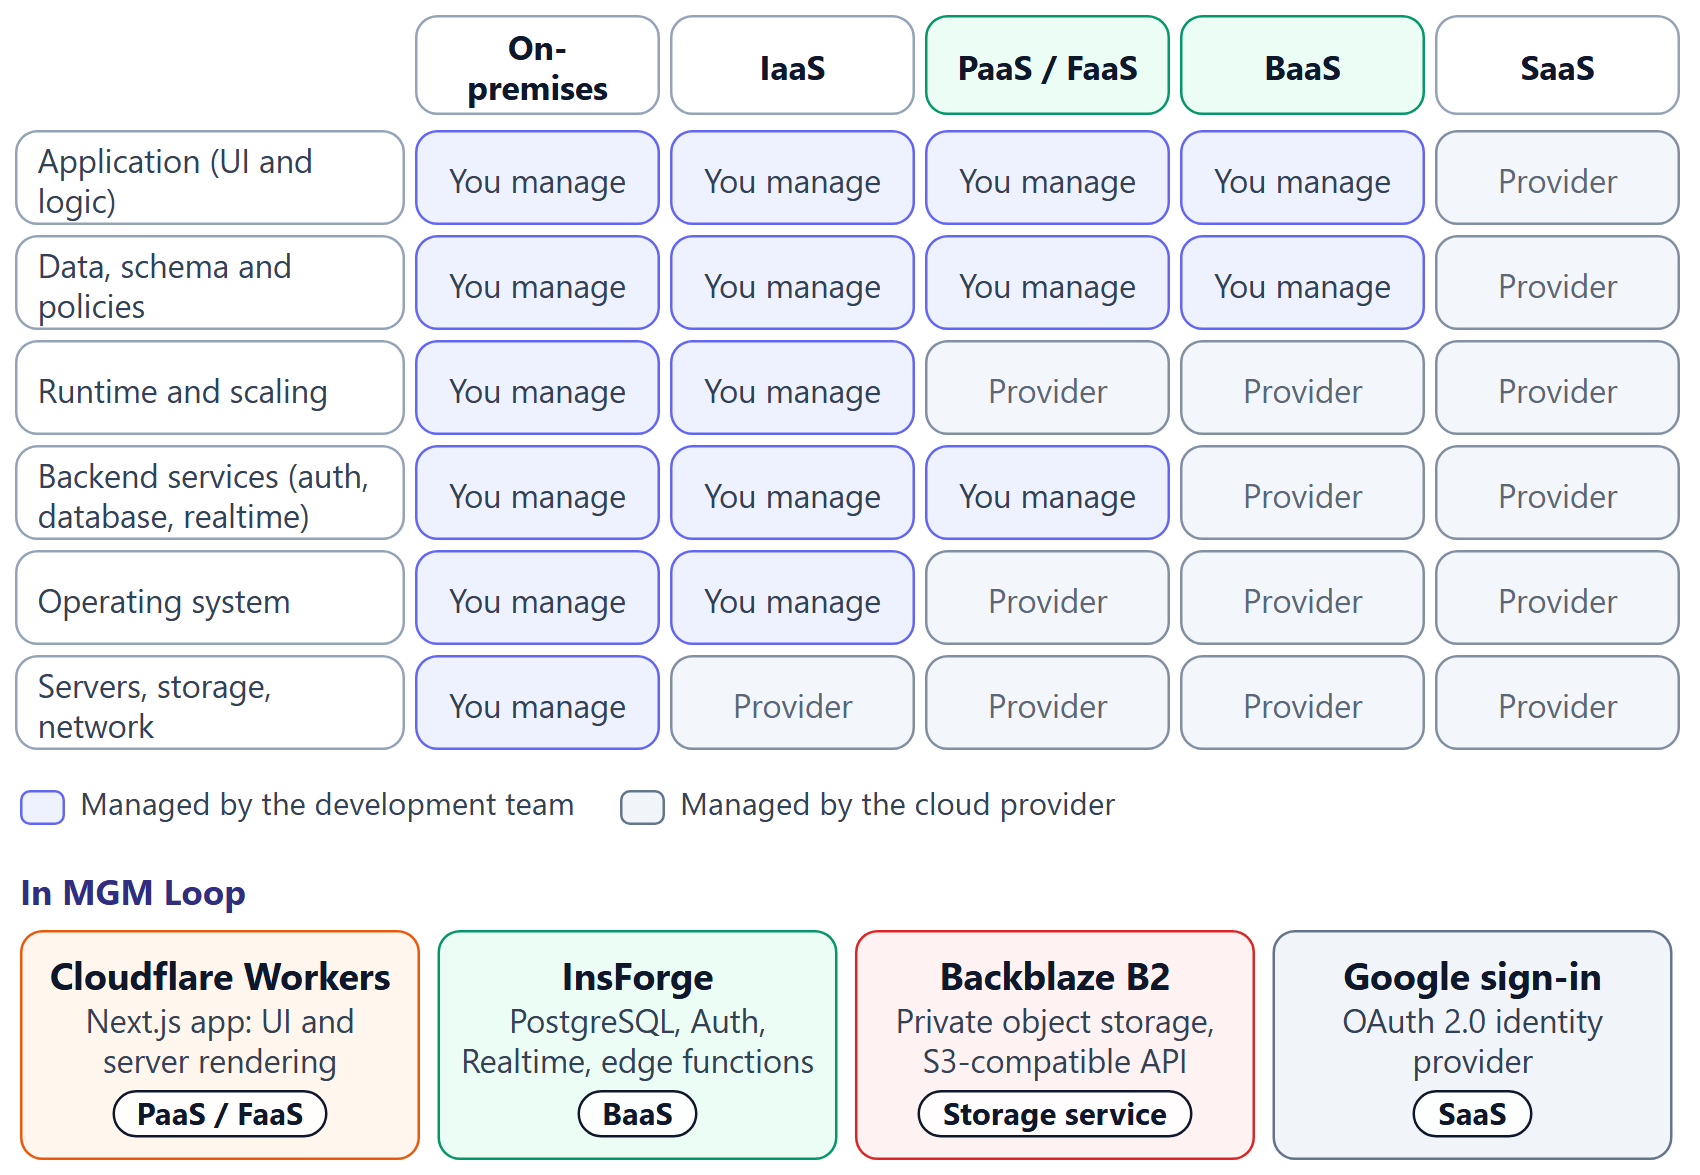 On-
premises
IaaS
PaaS / FaaS
BaaS
SaaS
Application (UI and
logic)
You manage
You manage
You manage
You manage
Provider
Data, schema and
policies
You manage
You manage
You manage
You manage
Provider
Runtime and scaling
You manage
You manage
Provider
Provider
Provider
Backend services (auth,
database, realtime)
You manage
You manage
You manage
Provider
Provider
Operating system
You manage
You manage
Provider
Provider
Provider
Servers, storage,
network
You manage
Provider
Provider
Provider
Provider
Managed by the development team
Managed by the cloud provider
In MGM Loop
Cloudflare Workers
Next.js app: UI and
server rendering
PaaS / FaaS
InsForge
PostgreSQL, Auth,
Realtime, edge functions
BaaS
Backblaze B2
Private object storage,
S3-compatible API
Storage service
Google sign-in
OAuth 2.0 identity
provider
SaaS